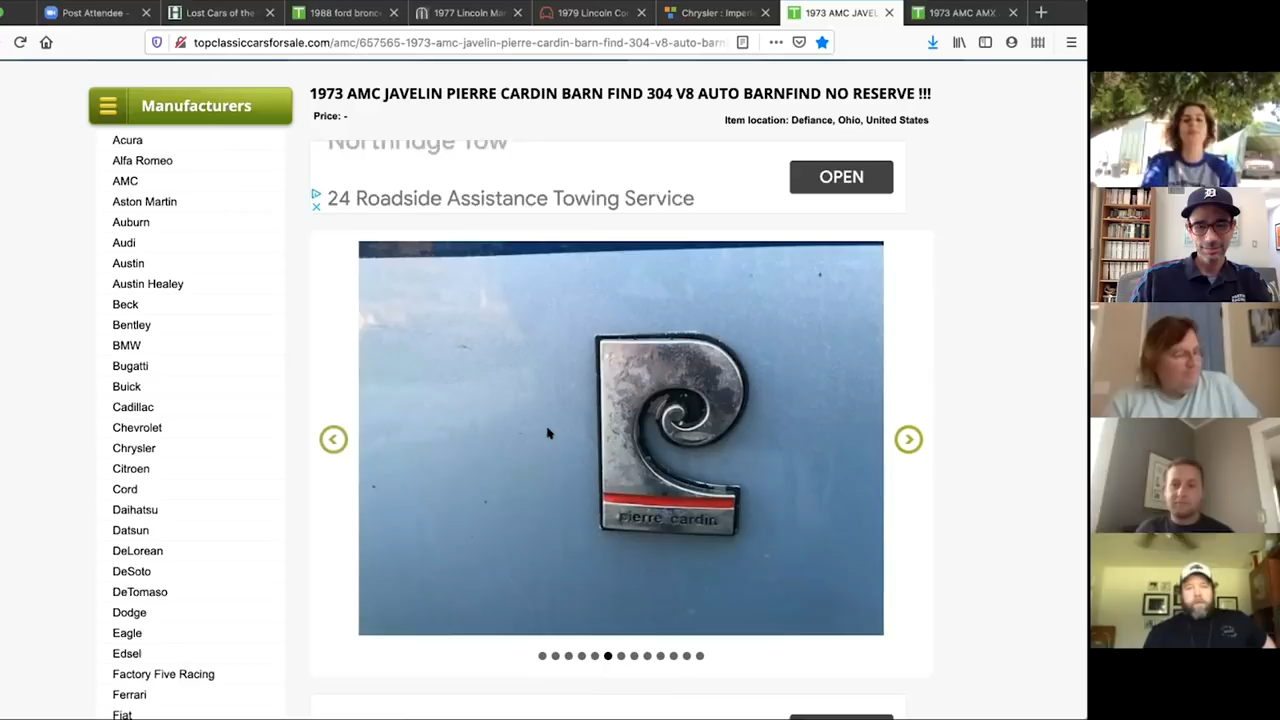 Post Attendee -
Lost Cars of the
1988 ford bronc
1977 Lincoln Ma
1979 Lincoln Co
Chrysler : Imperi
1973 AMC JAVEL
1973 AMC AMX
topclassiccarsforsale.com/amc/657565-1973-amc-javelin-pierre-cardin-barn-find-304-v8-auto-barn
Manufacturers
Acura
Alfa Romeo
AMC
Aston Martin
Auburn
Audi
Austin
Austin Healey
Beck
Bentley
BMW
Bugatti
Buick
Cadillac
Chevrolet
Chrysler
Citroen
Cord
Daihatsu
Datsun
DeLorean
DeSoto
DeTomaso
Dodge
Eagle
Edsel
Factory Five Racing
Ferrari
Fiat
1973 AMC JAVELIN PIERRE CARDIN BARN FIND 304 V8 AUTO BARNFIND NO RESERVE !!!
Price: -
Item location: Defiance, Ohio, United States
Northridge Tow
24 Roadside Assistance Towing Service
OPEN
pierre cardin